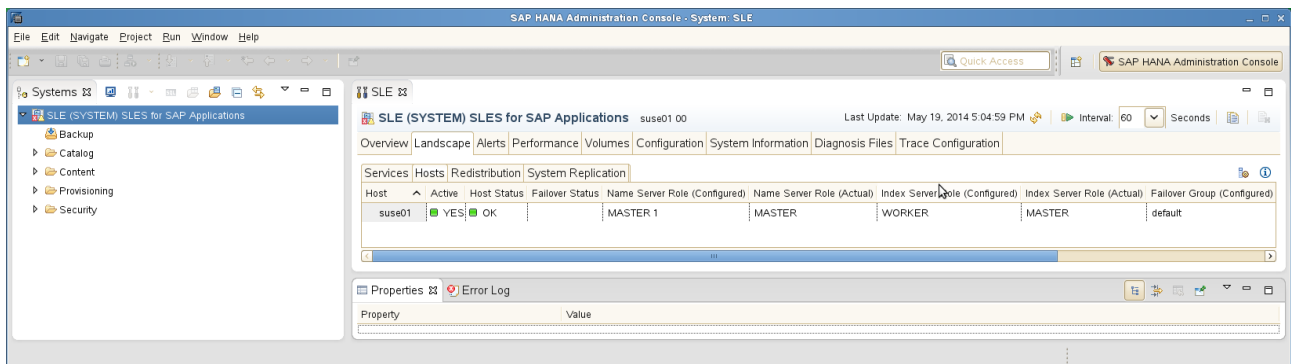 SAP HANA Administration Console - System: SLE
File Edit Navigate Project Run Window Help
Quick Access SAP HANA Administration Console
Systems
SLE (SYSTEM) SLES for SAP Applications
Backup
Catalog
Content
Provisioning
Security
SLE
SLE (SYSTEM) SLES for SAP Applications suse01 00 Last Update: May 19, 2014 5:04:59 PM Interval: 60 Seconds
Overview Landscape Alerts Performance Volumes Configuration System Information Diagnosis Files Trace Configuration
Services Hosts Redistribution System Replication
Host Active Host Status Failover Status Name Server Role (Configured) Name Server Role (Actual) Index Server Role (Configured) Index Server Role (Actual) Failover Group (Configured)
suse01 YES OK MASTER 1 MASTER WORKER MASTER default
Properties Error Log
Property Value